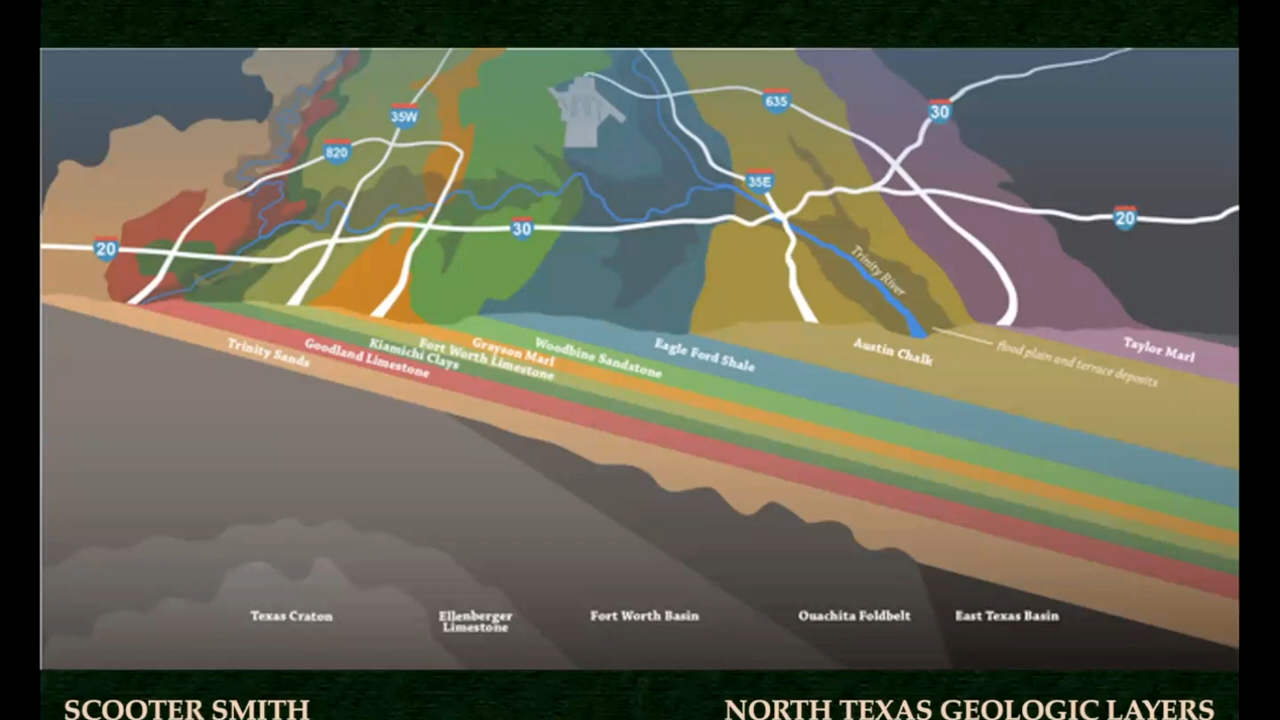 35W
635
30
820
35E
20
30
20
Trinity River
Trinity Sands
Goodland Limestone
Kiamichi Clays
Fort Worth Limestone
Grayson Marl
Woodbine Sandstone
Eagle Ford Shale
Austin Chalk
flood plain and terrace deposits
Taylor Marl
Texas Craton
Ellenberger
Limestone
Fort Worth Basin
Ouachita Foldbelt
East Texas Basin
SCOOTER SMITH
NORTH TEXAS GEOLOGIC LAYERS